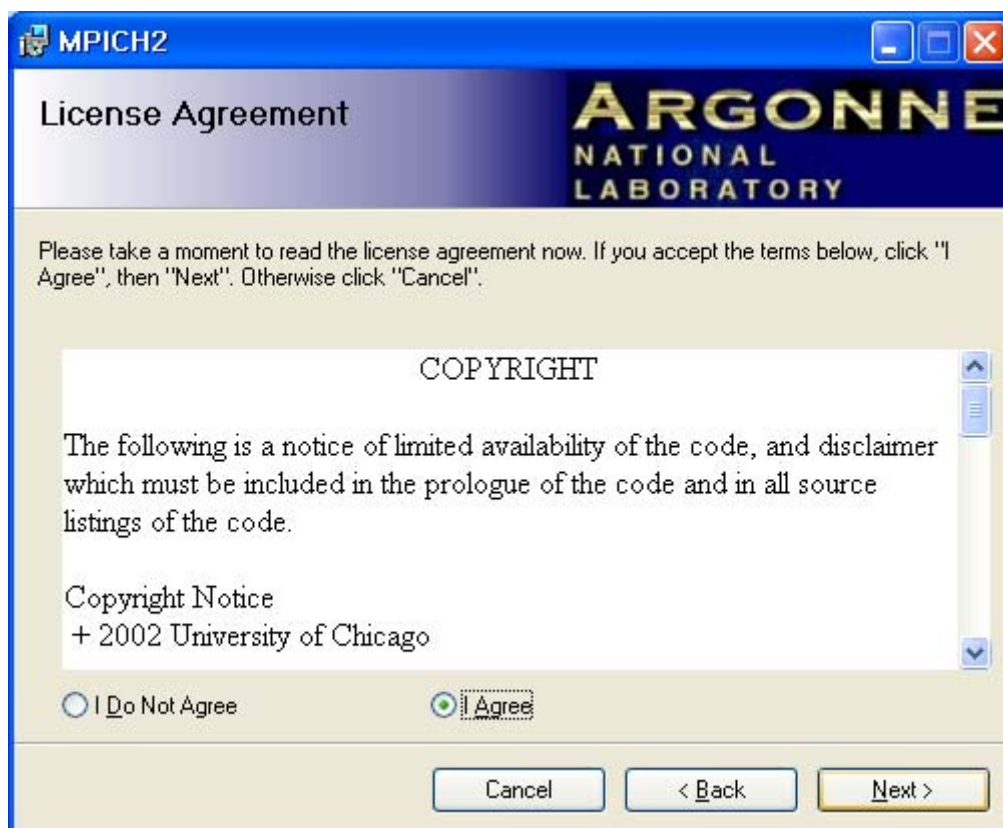 MPICH2
License Agreement
ARGONNE
NATIONAL
LABORATORY
Please take a moment to read the license agreement now. If you accept the terms below, click "I
Agree", then "Next". Otherwise click "Cancel".
COPYRIGHT
The following is a notice of limited availability of the code, and disclaimer
which must be included in the prologue of the code and in all source
listings of the code.
Copyright Notice
+ 2002 University of Chicago
I Do Not Agree
I Agree
Cancel
< Back
Next >